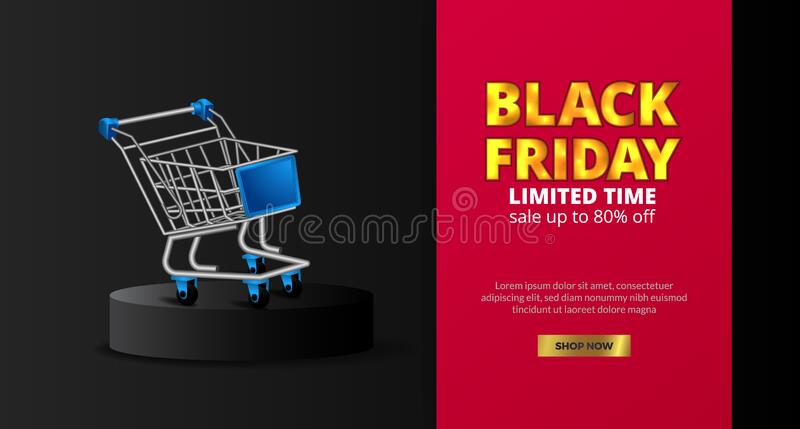 BLACK
FRIDAY
LIMITED TIME
sale up to 80% off
dreamstime
Lorem ipsum dolor sit amet, consectetuer
adipiscing elit, sed diam nonummy nibh euismod
tincidunt ut laoreet dolore magna
SHOP NOW